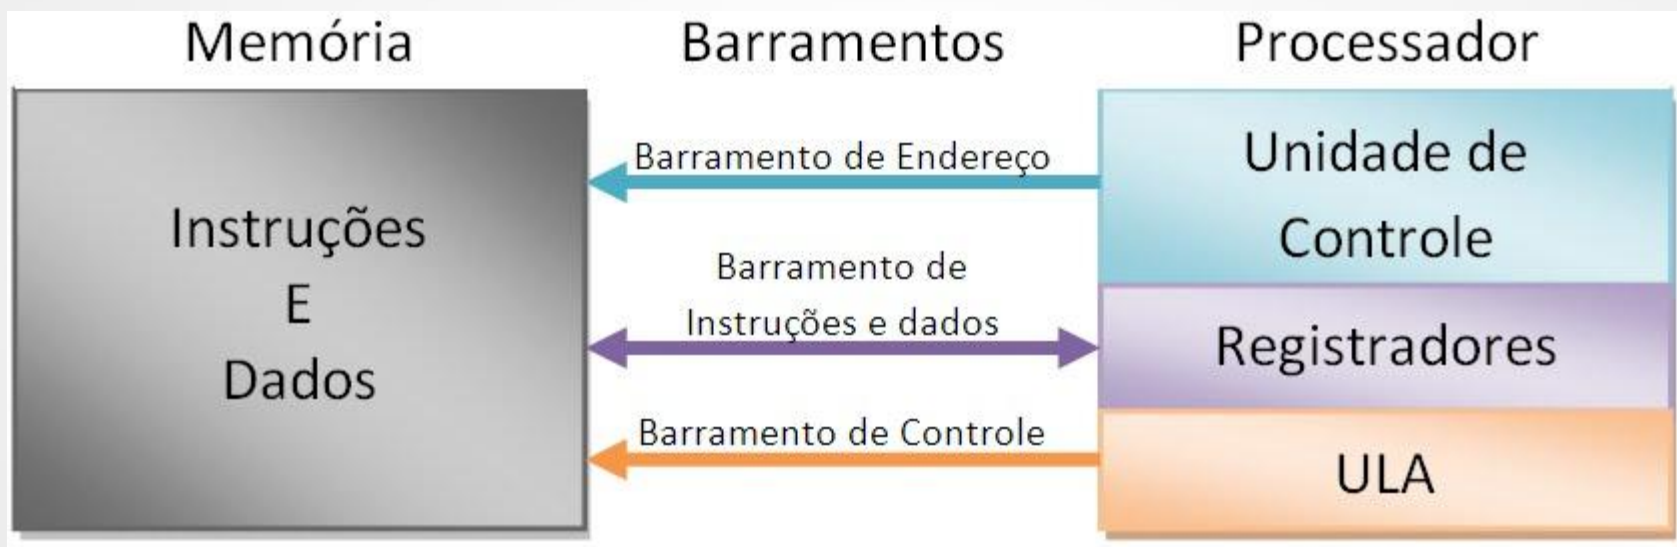 Memória
Barramentos
Processador
Instruções
E
Dados
Barramento de Endereço
Barramento de
Instruções e dados
Barramento de Controle
Unidade de
Controle
Registradores
ULA